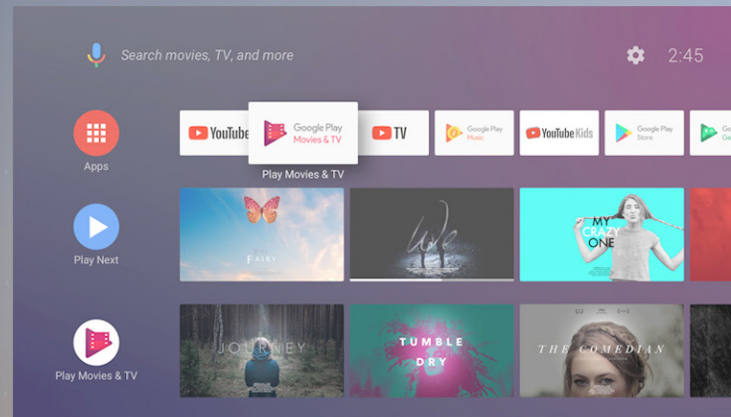 Search movies, TV, and more
2:45
Apps
YouTube
Google Play
Movies & TV
TV
Google Play
Music
YouTube Kids
Google Play
Store
Play Movies & TV
Play Next
FAIRY
We
MY
CRAZY
ONE
Play Movies & TV
JOURNEY
TUMBLE
DRY
THE COMEDIAN